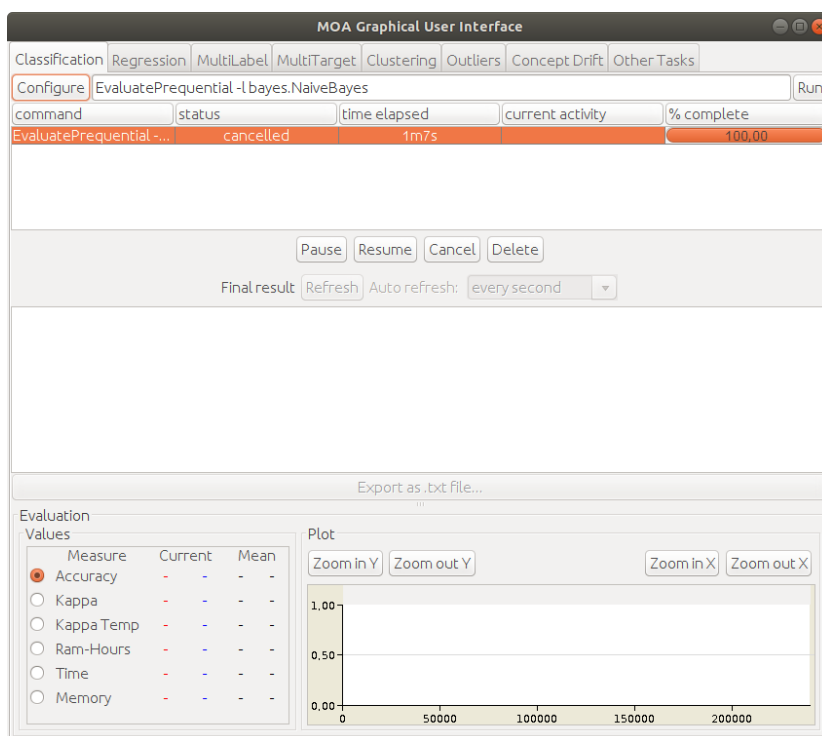 MOA Graphical User Interface
Classification Regression MultiLabel MultiTarget Clustering Outliers Concept Drift Other Tasks
Configure EvaluatePrequential -l bayes.NaiveBayes Run
command status time elapsed current activity % complete
EvaluatePrequential -... cancelled 1m7s 100,00
Pause Resume Cancel Delete
Final result Refresh Auto refresh: every second
Export as .txt file...
Evaluation
Values
Measure Current Mean
Accuracy - - - -
Kappa - - - -
Kappa Temp - - - -
Ram-Hours - - - -
Time - - - -
Memory - - - -
Plot
Zoom in Y Zoom out Y Zoom in X Zoom out X
1,00
0,50
0,00
0 50000 100000 150000 200000